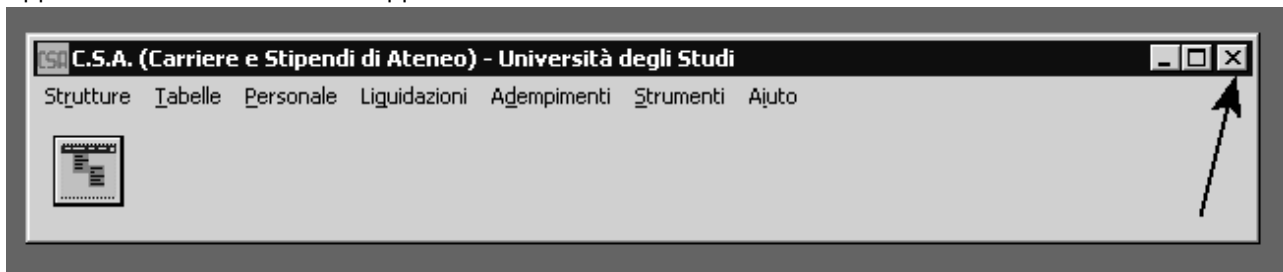 CSA C.S.A. (Carriere e Stipendi di Ateneo) - Università degli Studi
Strutture Tabelle Personale Liquidazioni Adempimenti Strumenti Aiuto